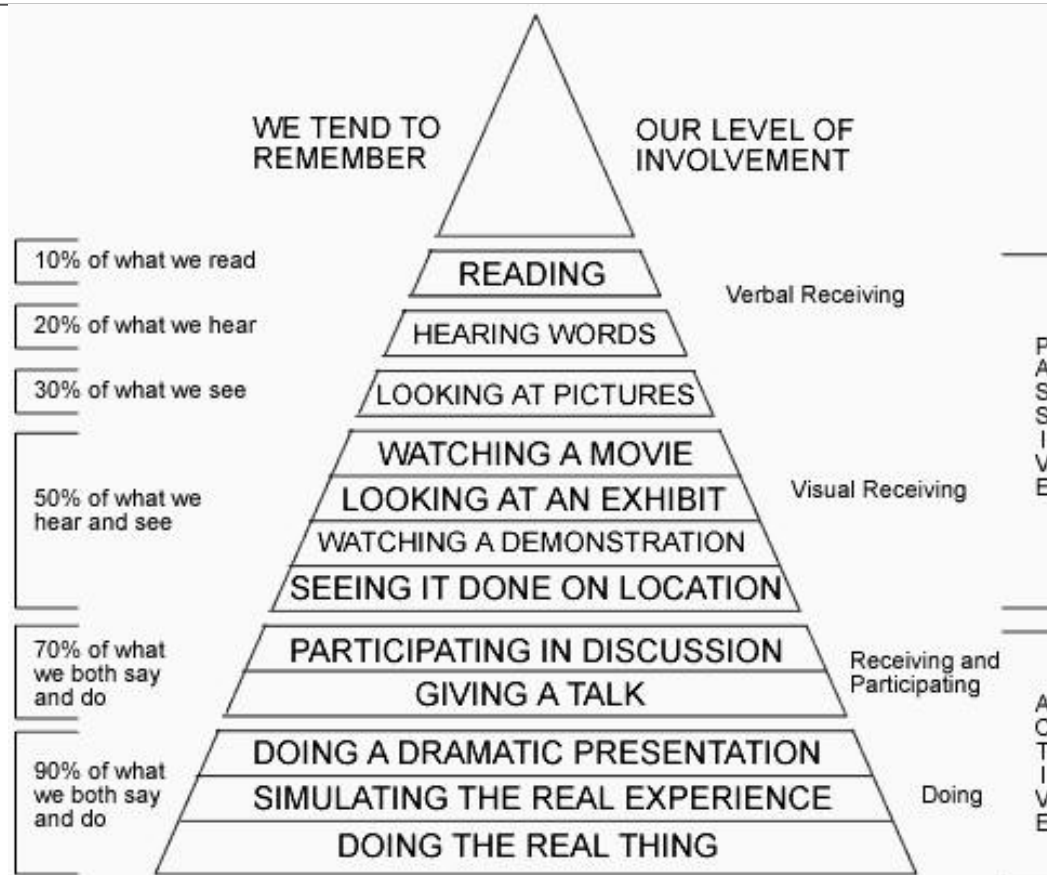 WE TEND TO
REMEMBER
OUR LEVEL OF
INVOLVEMENT
10% of what we read
READING
Verbal Receiving
20% of what we hear
HEARING WORDS
30% of what we see
LOOKING AT PICTURES
50% of what we
hear and see
WATCHING A MOVIE
LOOKING AT AN EXHIBIT
WATCHING A DEMONSTRATION
SEEING IT DONE ON LOCATION
Visual Receiving
PASSIVE
70% of what
we both say
and do
PARTICIPATING IN DISCUSSION
GIVING A TALK
Receiving and
Participating
90% of what
we both say
and do
DOING A DRAMATIC PRESENTATION
SIMULATING THE REAL EXPERIENCE
DOING THE REAL THING
Doing
ACTIVE